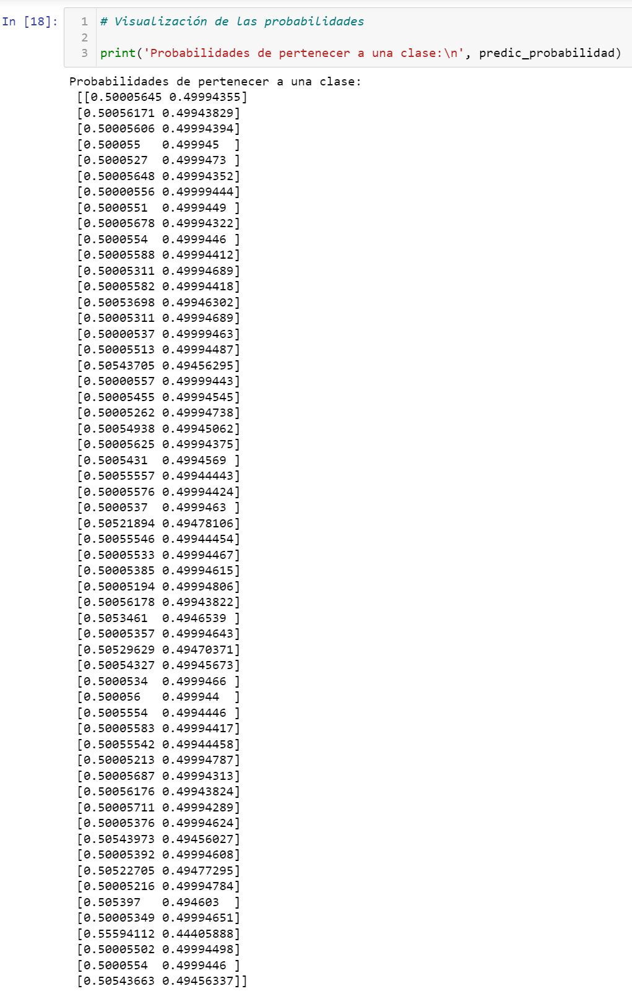 In [18]:
1 # Visualización de las probabilidades
2
3 print('Probabilidades de pertenecer a una clase:\n', predic_probabilidad)
Probabilidades de pertenecer a una clase:
[[0.50005645 0.49994355]
[0.50056171 0.49943829]
[0.50005606 0.49994394]
[0.500055   0.499945  ]
[0.5000527  0.4999473 ]
[0.50005648 0.49994352]
[0.50000556 0.49999444]
[0.5000551  0.4999449 ]
[0.50005678 0.49994322]
[0.5000554  0.4999446 ]
[0.50005588 0.49994412]
[0.50005311 0.49994689]
[0.50005582 0.49994418]
[0.50053698 0.49946302]
[0.50005311 0.49994689]
[0.50000537 0.49999463]
[0.50005513 0.49994487]
[0.50543705 0.49456295]
[0.50000557 0.49999443]
[0.50005455 0.49994545]
[0.50005262 0.49994738]
[0.50054938 0.49945062]
[0.50005625 0.49994375]
[0.5005431  0.4994569 ]
[0.50055557 0.49944443]
[0.50005576 0.49994424]
[0.5000537  0.4999463 ]
[0.50521894 0.49478106]
[0.50055546 0.49944454]
[0.50005533 0.49994467]
[0.50005385 0.49994615]
[0.50005194 0.49994806]
[0.50056178 0.49943822]
[0.5053461  0.4946539 ]
[0.50005357 0.49994643]
[0.50529629 0.49470371]
[0.50054327 0.49945673]
[0.5000534  0.4999466 ]
[0.500056   0.499944  ]
[0.5005554  0.4994446 ]
[0.50005583 0.49994417]
[0.50055542 0.49944458]
[0.50005213 0.49994787]
[0.50005687 0.49994313]
[0.50056176 0.49943824]
[0.50005711 0.49994289]
[0.50005376 0.49994624]
[0.50543973 0.49456027]
[0.50005392 0.49994608]
[0.50522705 0.49477295]
[0.50005216 0.49994784]
[0.505397   0.494603  ]
[0.50005349 0.49994651]
[0.55594112 0.44405888]
[0.50005502 0.49994498]
[0.5000554  0.4999446 ]
[0.50543663 0.49456337]]